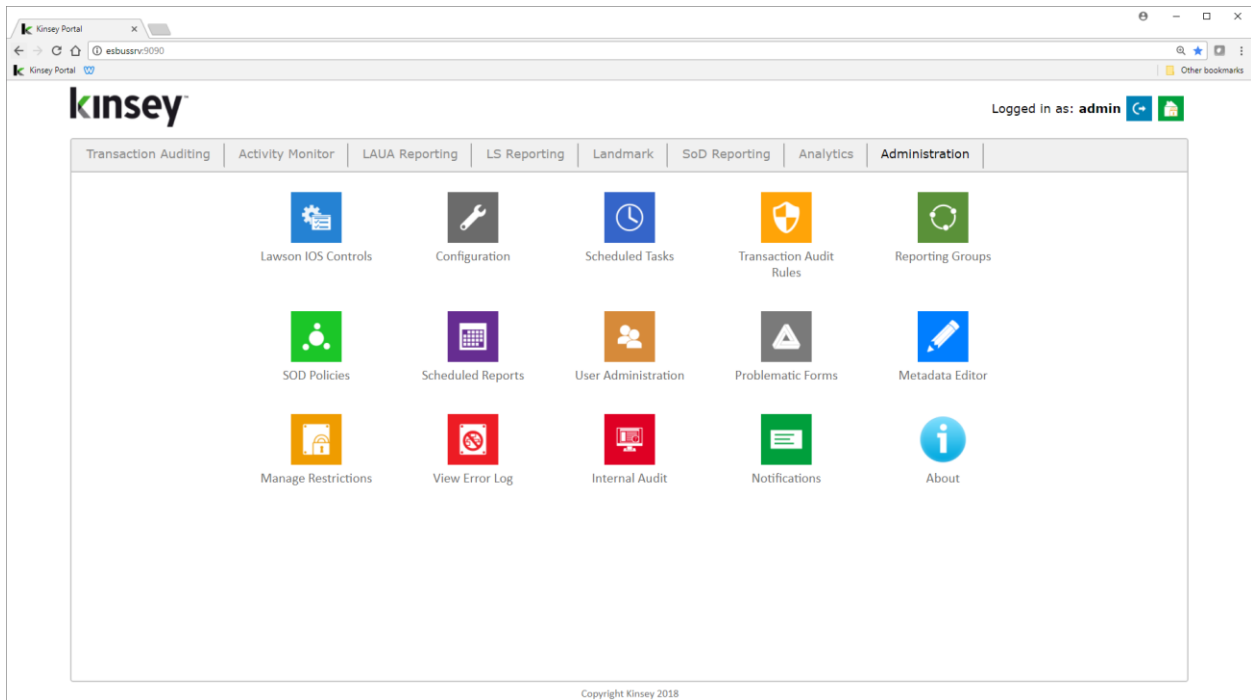 Kinsey Portal
esbussrv:9090
Kinsey Portal
Other bookmarks
kinsey™
Logged in as: admin
Transaction Auditing
Activity Monitor
LAUA Reporting
LS Reporting
Landmark
SoD Reporting
Analytics
Administration
Lawson IOS Controls
Configuration
Scheduled Tasks
Transaction Audit
Rules
Reporting Groups
SOD Policies
Scheduled Reports
User Administration
Problematic Forms
Metadata Editor
Manage Restrictions
View Error Log
Internal Audit
Notifications
About
Copyright Kinsey 2018